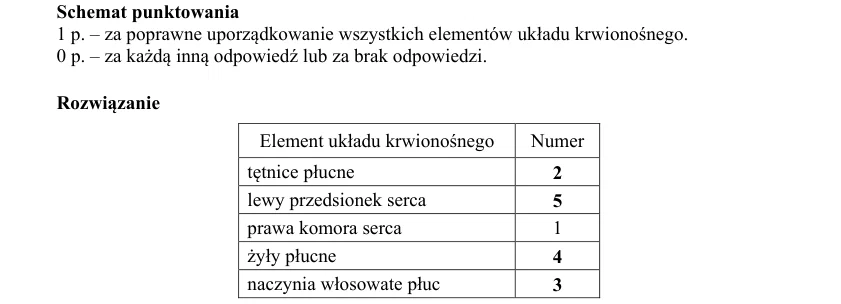 Schemat punktowania
1 p. – za poprawne uporządkowanie wszystkich elementów układu krwionośnego.
0 p. – za każdą inną odpowiedź lub za brak odpowiedzi.
Rozwiązanie
Element układu krwionośnego Numer
tętnice płucne 2
lewy przedsionek serca 5
prawa komora serca 1
żyły płucne 4
naczynia włosowate płuc 3